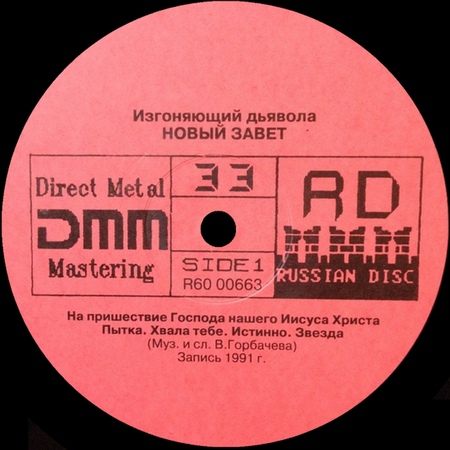 Изгоняющий дьявола
НОВЫЙ ЗАВЕТ
Direct Metal
DMM
Mastering
33
SIDE 1
R60 00663
RD
RUSSIAN DISC
На пришествие Господа нашего Иисуса Христа
Пытка. Хвала тебе. Истинно. Звезда
(Муз. и сл. В.Горбачева)
Запись 1991 г.